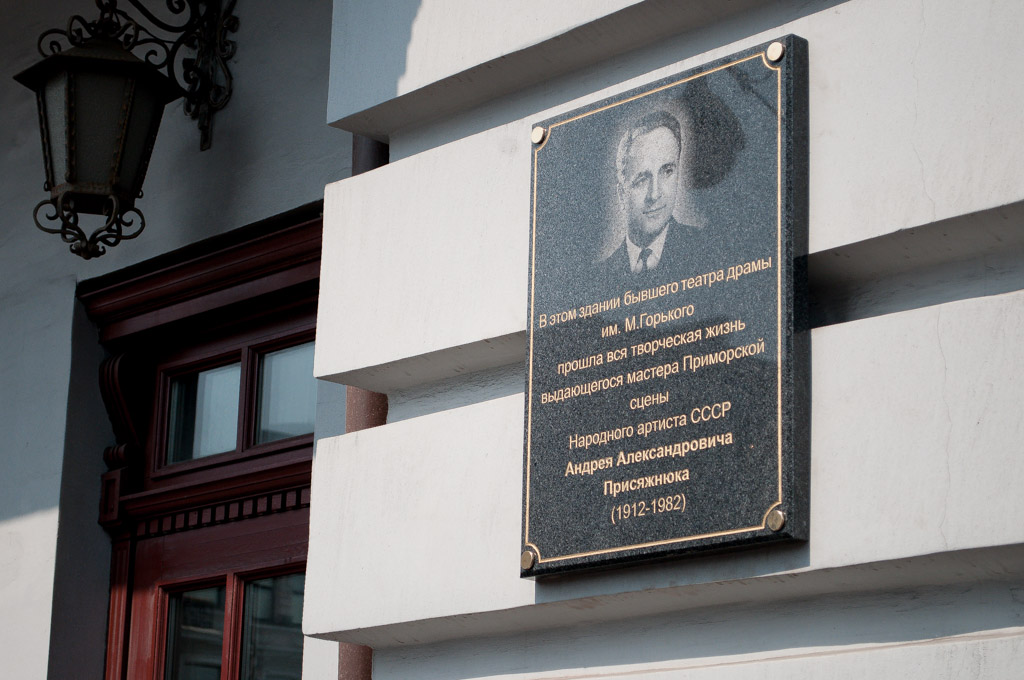 В этом здании бывшего театра драмы
им. М.Горького
прошла вся творческая жизнь
выдающегося мастера Приморской
сцены
Народного артиста СССР
Андрея Александровича
Присяжнюка
(1912-1982)